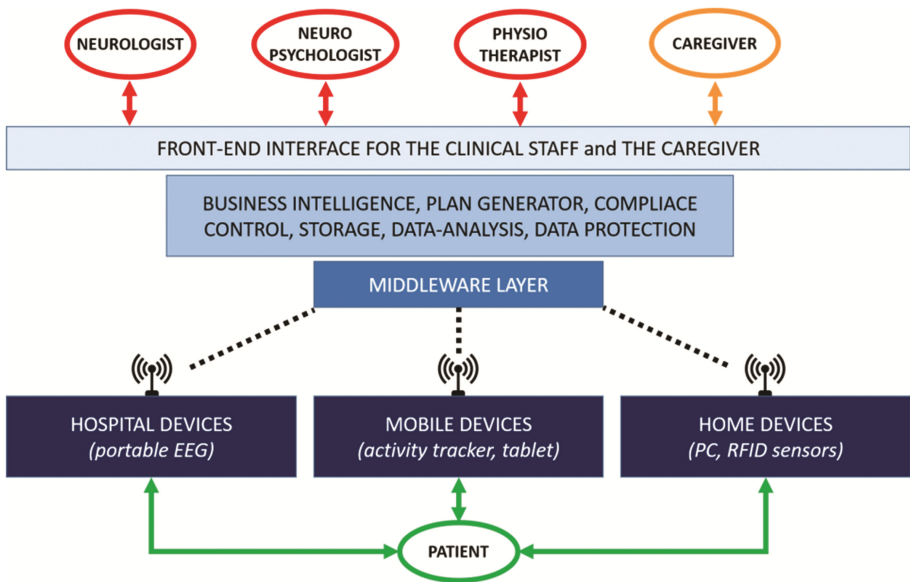 NEUROLOGIST
NEURO
PSYCHOLOGIST
PHYSIO
THERAPIST
CAREGIVER
FRONT-END INTERFACE FOR THE CLINICAL STAFF and THE CAREGIVER
BUSINESS INTELLIGENCE, PLAN GENERATOR, COMPLIACE
CONTROL, STORAGE, DATA-ANALYSIS, DATA PROTECTION
MIDDLEWARE LAYER
HOSPITAL DEVICES
(portable EEG)
MOBILE DEVICES
(activity tracker, tablet)
HOME DEVICES
(PC, RFID sensors)
PATIENT